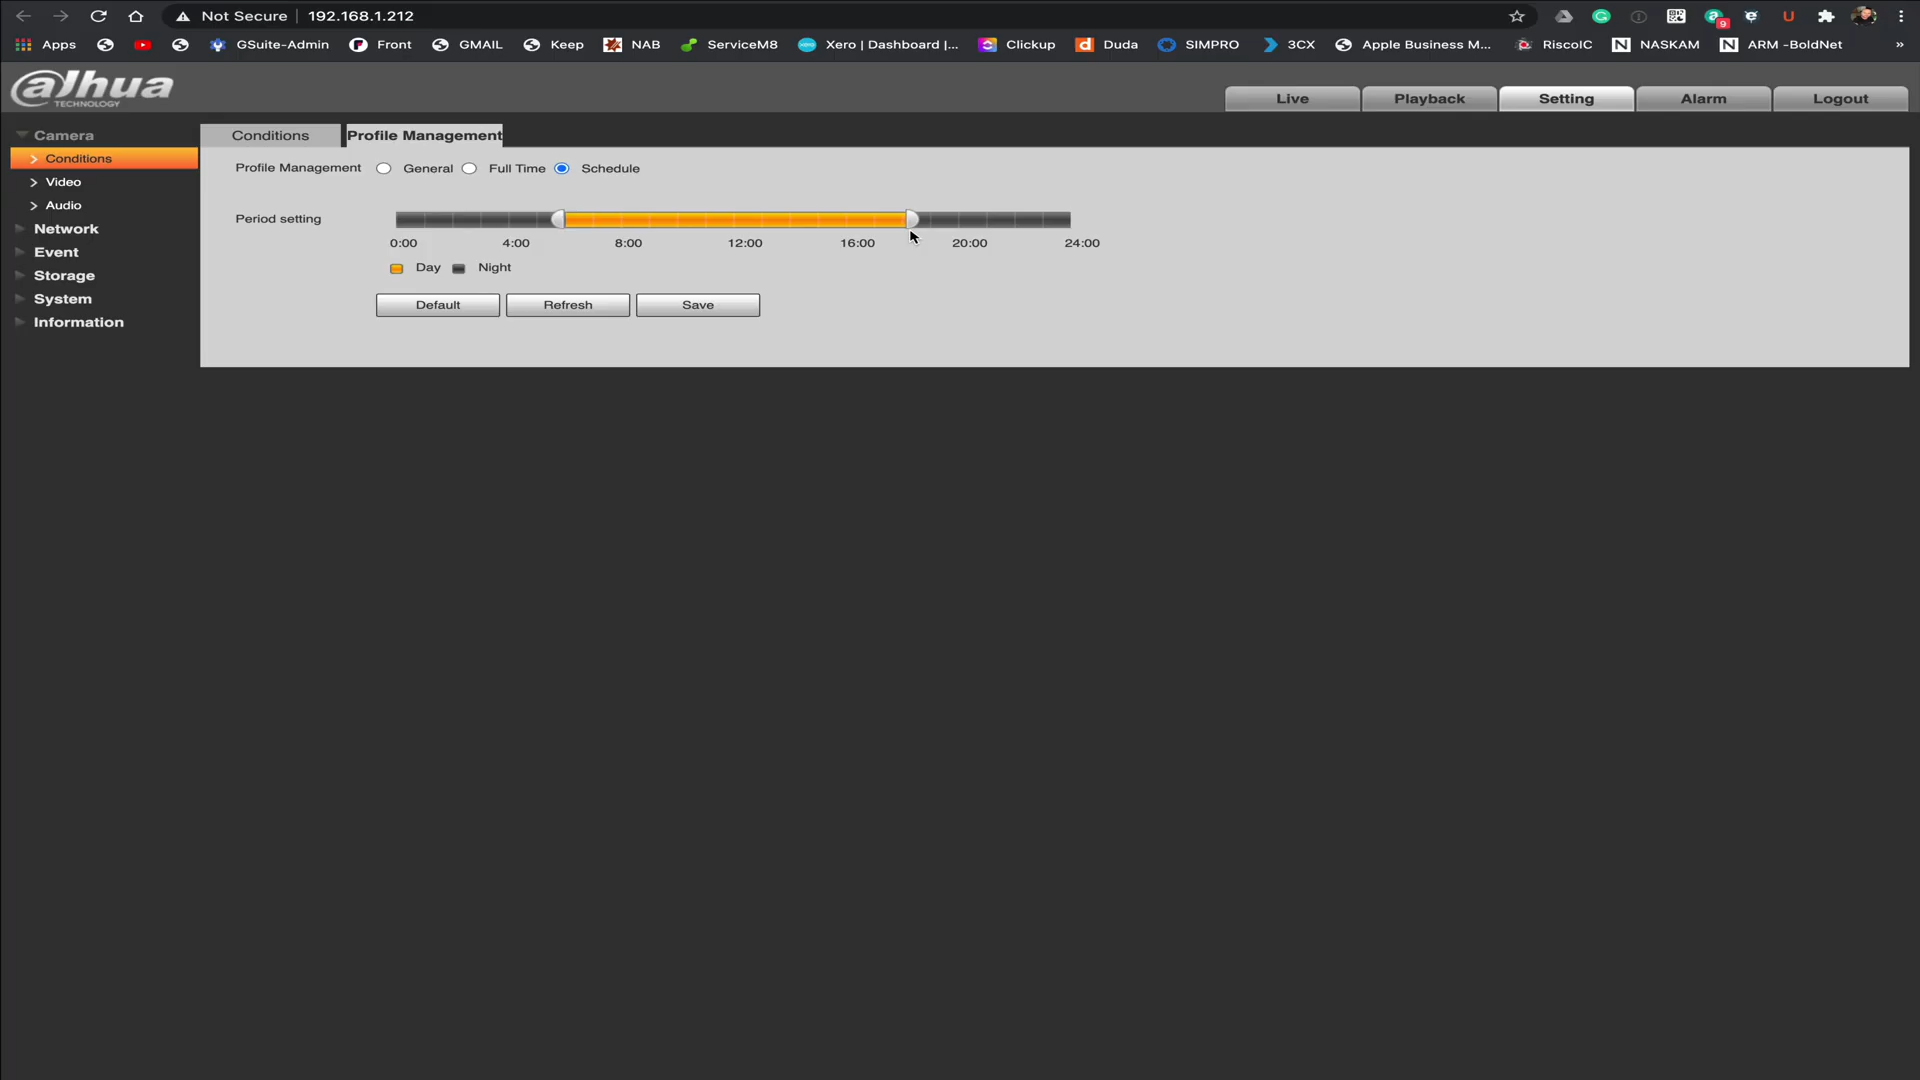 Not Secure 192.168.1.212
9
Apps GSuite-Admin Front GMAIL Keep NAB ServiceM8 Xero | Dashboard |... Clickup Duda SIMPRO 3CX Apple Business M... RiscoIC NASKAM ARM -BoldNet »
alhua
TECHNOLOGY
Live Playback Setting Alarm Logout
Camera
Conditions
Video
Audio
Network
Event
Storage
System
Information
Conditions Profile Management
Profile Management General Full Time Schedule
Period setting
0:00 4:00 8:00 12:00 16:00 20:00 24:00
Day Night
Default Refresh Save